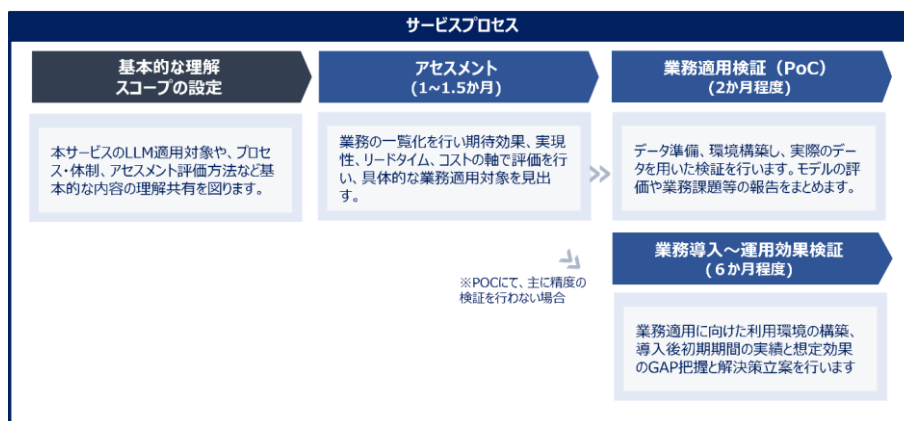 サービスプロセス
基本的な理解
スコープの設定
アセスメント
(1~1.5か月)
業務適用検証（PoC）
(2か月程度)
本サービスのLLM適用対象や、プロセ
ス・体制、アセスメント評価方法など基
本的な内容の理解共有を図ります。
業務の一覧化を行い期待効果、実現
性、リードタイム、コストの軸で評価を行
い、具体的な業務適用対象を見出
す。
データ準備、環境構築し、実際のデー
タを用いた検証を行います。モデルの評
価や業務課題等の報告をまとめます。
※POCにて、主に精度の
検証を行わない場合
業務導入～運用効果検証
(６か月程度)
業務適用に向けた利用環境の構築、
導入後初期期間の実績と想定効果
のGAP把握と解決策立案を行います